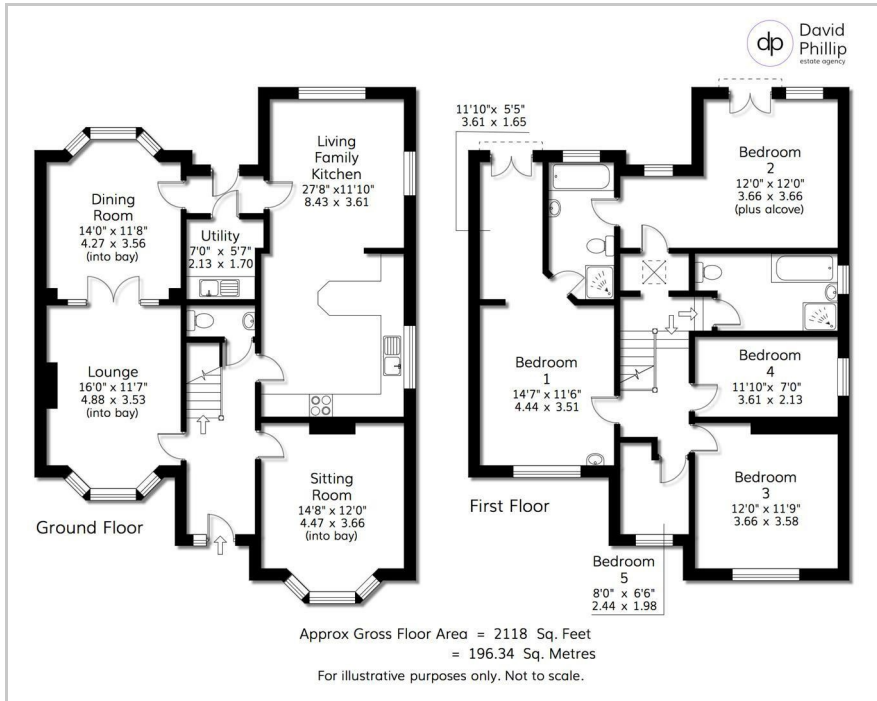 dp
David
Phillip
estate agency
Living
Family
Kitchen
27'8" x11'10"
8.43 x 3.61
Dining
Room
14'0" x 11'8"
4.27 x 3.56
(into bay)
Utility
7'0" x 5'7"
2.13 x 1.70
Lounge
16'0" x 11'7"
4.88 x 3.53
(into bay)
Sitting
Room
14'8" x 12'0"
4.47 x 3.66
(into bay)
Ground Floor
11'10"x 5'5"
3.61 x 1.65
Bedroom
2
12'0" x 12'0"
3.66 x 3.66
(plus alcove)
Bedroom
1
14'7" x 11'6"
4.44 x 3.51
Bedroom
4
11'10"x 7'0"
3.61 x 2.13
Bedroom
3
12'0" x 11'9"
3.66 x 3.58
First Floor
Bedroom
5
8'0" x 6'6"
2.44 x 1.98
Approx Gross Floor Area = 2118 Sq. Feet
= 196.34 Sq. Metres
For illustrative purposes only. Not to scale.